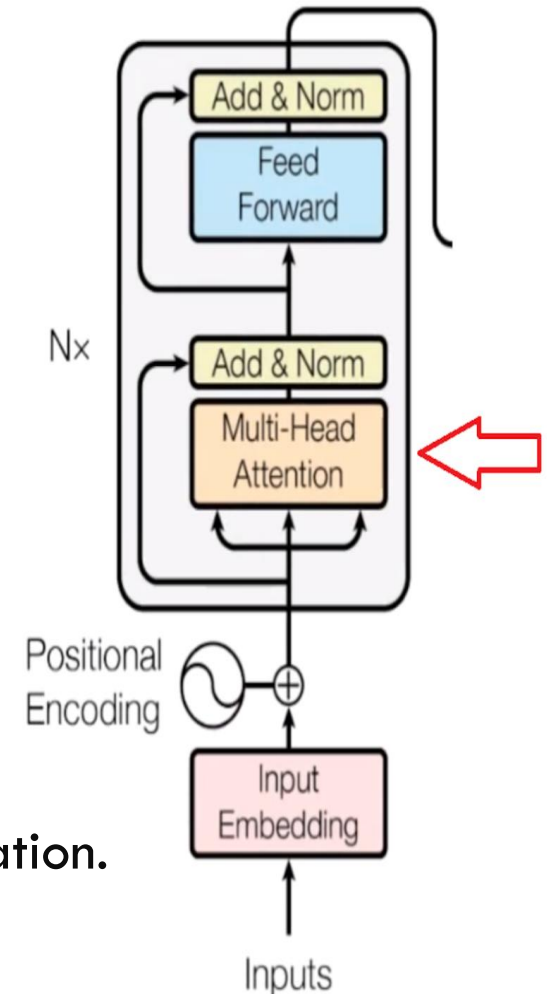 Add & Norm
Feed
Forward
Nx
Add & Norm
Multi-Head
Attention
Positional
Encoding
Input
Embedding
ation.
Inputs